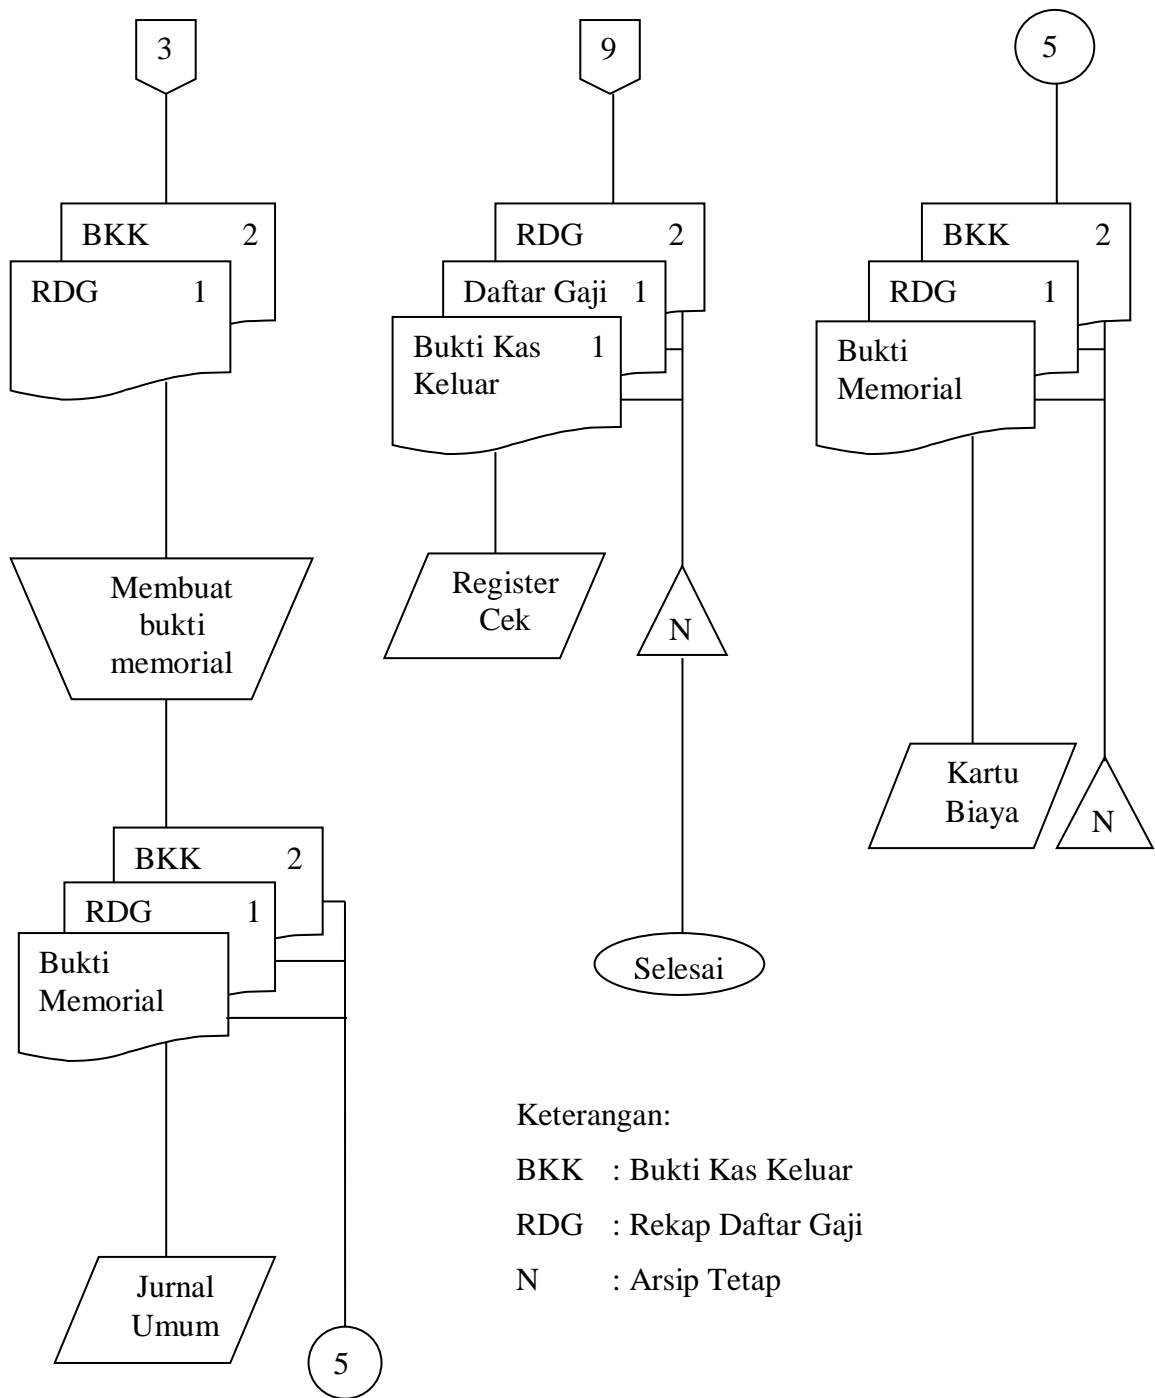 3
BKK 2
RDG 1
Membuat
bukti
memorial
BKK 2
RDG 1
Bukti
Memorial
Jurnal
Umum
5
9
RDG 2
Daftar Gaji 1
Bukti Kas 1
Keluar
Register
Cek
N
Selesai
5
BKK 2
RDG 1
Bukti
Memorial
Kartu
Biaya
N
Keterangan:
BKK : Bukti Kas Keluar
RDG : Rekap Daftar Gaji
N : Arsip Tetap